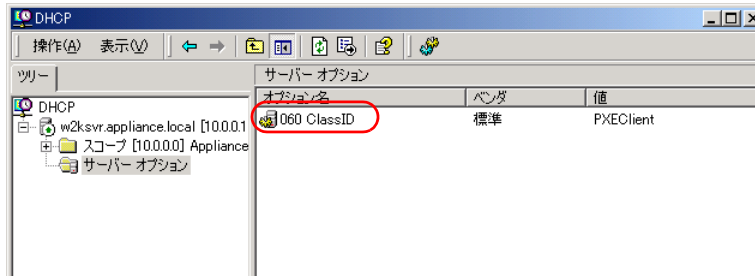 DHCP
操作(A) 表示(V)
ツリー
サーバー オプション
DHCP
w2ksvr.appliance.local [10.0.0.1
スコープ [10.0.0.0] Appliance
サーバー オプション
オプション名 ベンダ 値
060 ClassID 標準 PXEClient